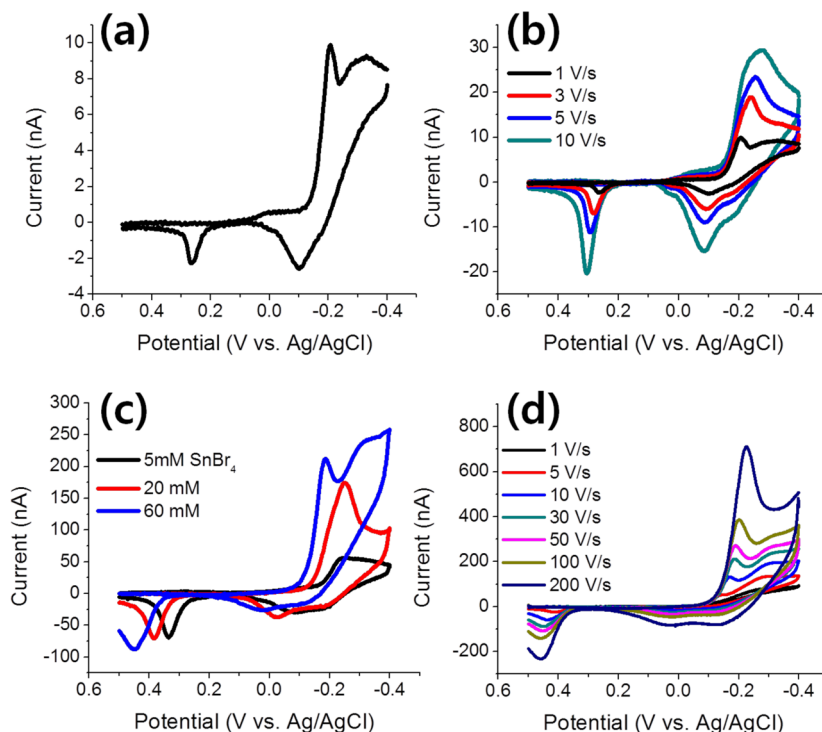 (a)
10
8
6
4
2
0
-2
-4
0.6 0.4 0.2 0.0 -0.2 -0.4
Current (nA)
Potential (V vs. Ag/AgCl)
(b)
1 V/s
3 V/s
5 V/s
10 V/s
30
20
10
0
-10
-20
0.6 0.4 0.2 0.0 -0.2 -0.4
Current (nA)
Potential (V vs. Ag/AgCl)
(c)
5mM SnBr₄
20 mM
60 mM
300
250
200
150
100
50
0
-50
-100
0.6 0.4 0.2 0.0 -0.2 -0.4
Current (nA)
Potential (V vs. Ag/AgCl)
(d)
1 V/s
5 V/s
10 V/s
30 V/s
50 V/s
100 V/s
200 V/s
800
600
400
200
0
-200
0.6 0.4 0.2 0.0 -0.2 -0.4
Current (nA)
Potential (V vs. Ag/AgCl)